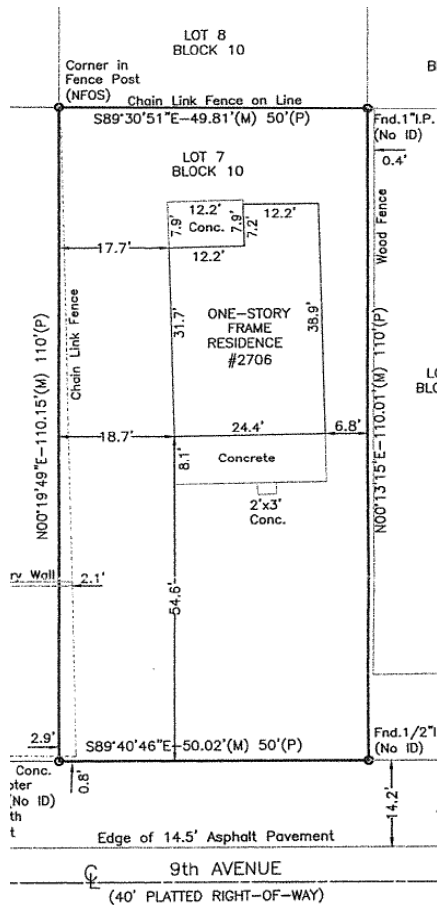 LOT 8
BLOCK 10
Corner in
Fence Post
(NFOS)
Chain Link Fence on Line
S89°30'51"E-49.81'(M) 50'(P)
Fnd.1"I.P.
(No ID)
0.4'
LOT 7
BLOCK 10
Wood Fence
12.2'
Conc.
7.9'
7.9'
7.2'
12.2'
12.2'
17.7'
31.7'
ONE-STORY
FRAME
RESIDENCE
#2706
38.9'
Chain Link Fence
N00°19'49"E-110.15'(M) 110'(P)
N00°13'15"E-110.01'(M) 110'(P)
LO
BLO
18.7'
24.4'
6.8'
8.1'
Concrete
2'x3'
Conc.
54.6'
ry Wall
2.1'
2.9'
S89°40'46"E-50.02'(M) 50'(P)
Fnd.1/2"I
(No ID)
Conc.
oter
(No ID)
th
t
0.8'
14.2'
Edge of 14.5' Asphalt Pavement
9th AVENUE
(40' PLATTED RIGHT-OF-WAY)